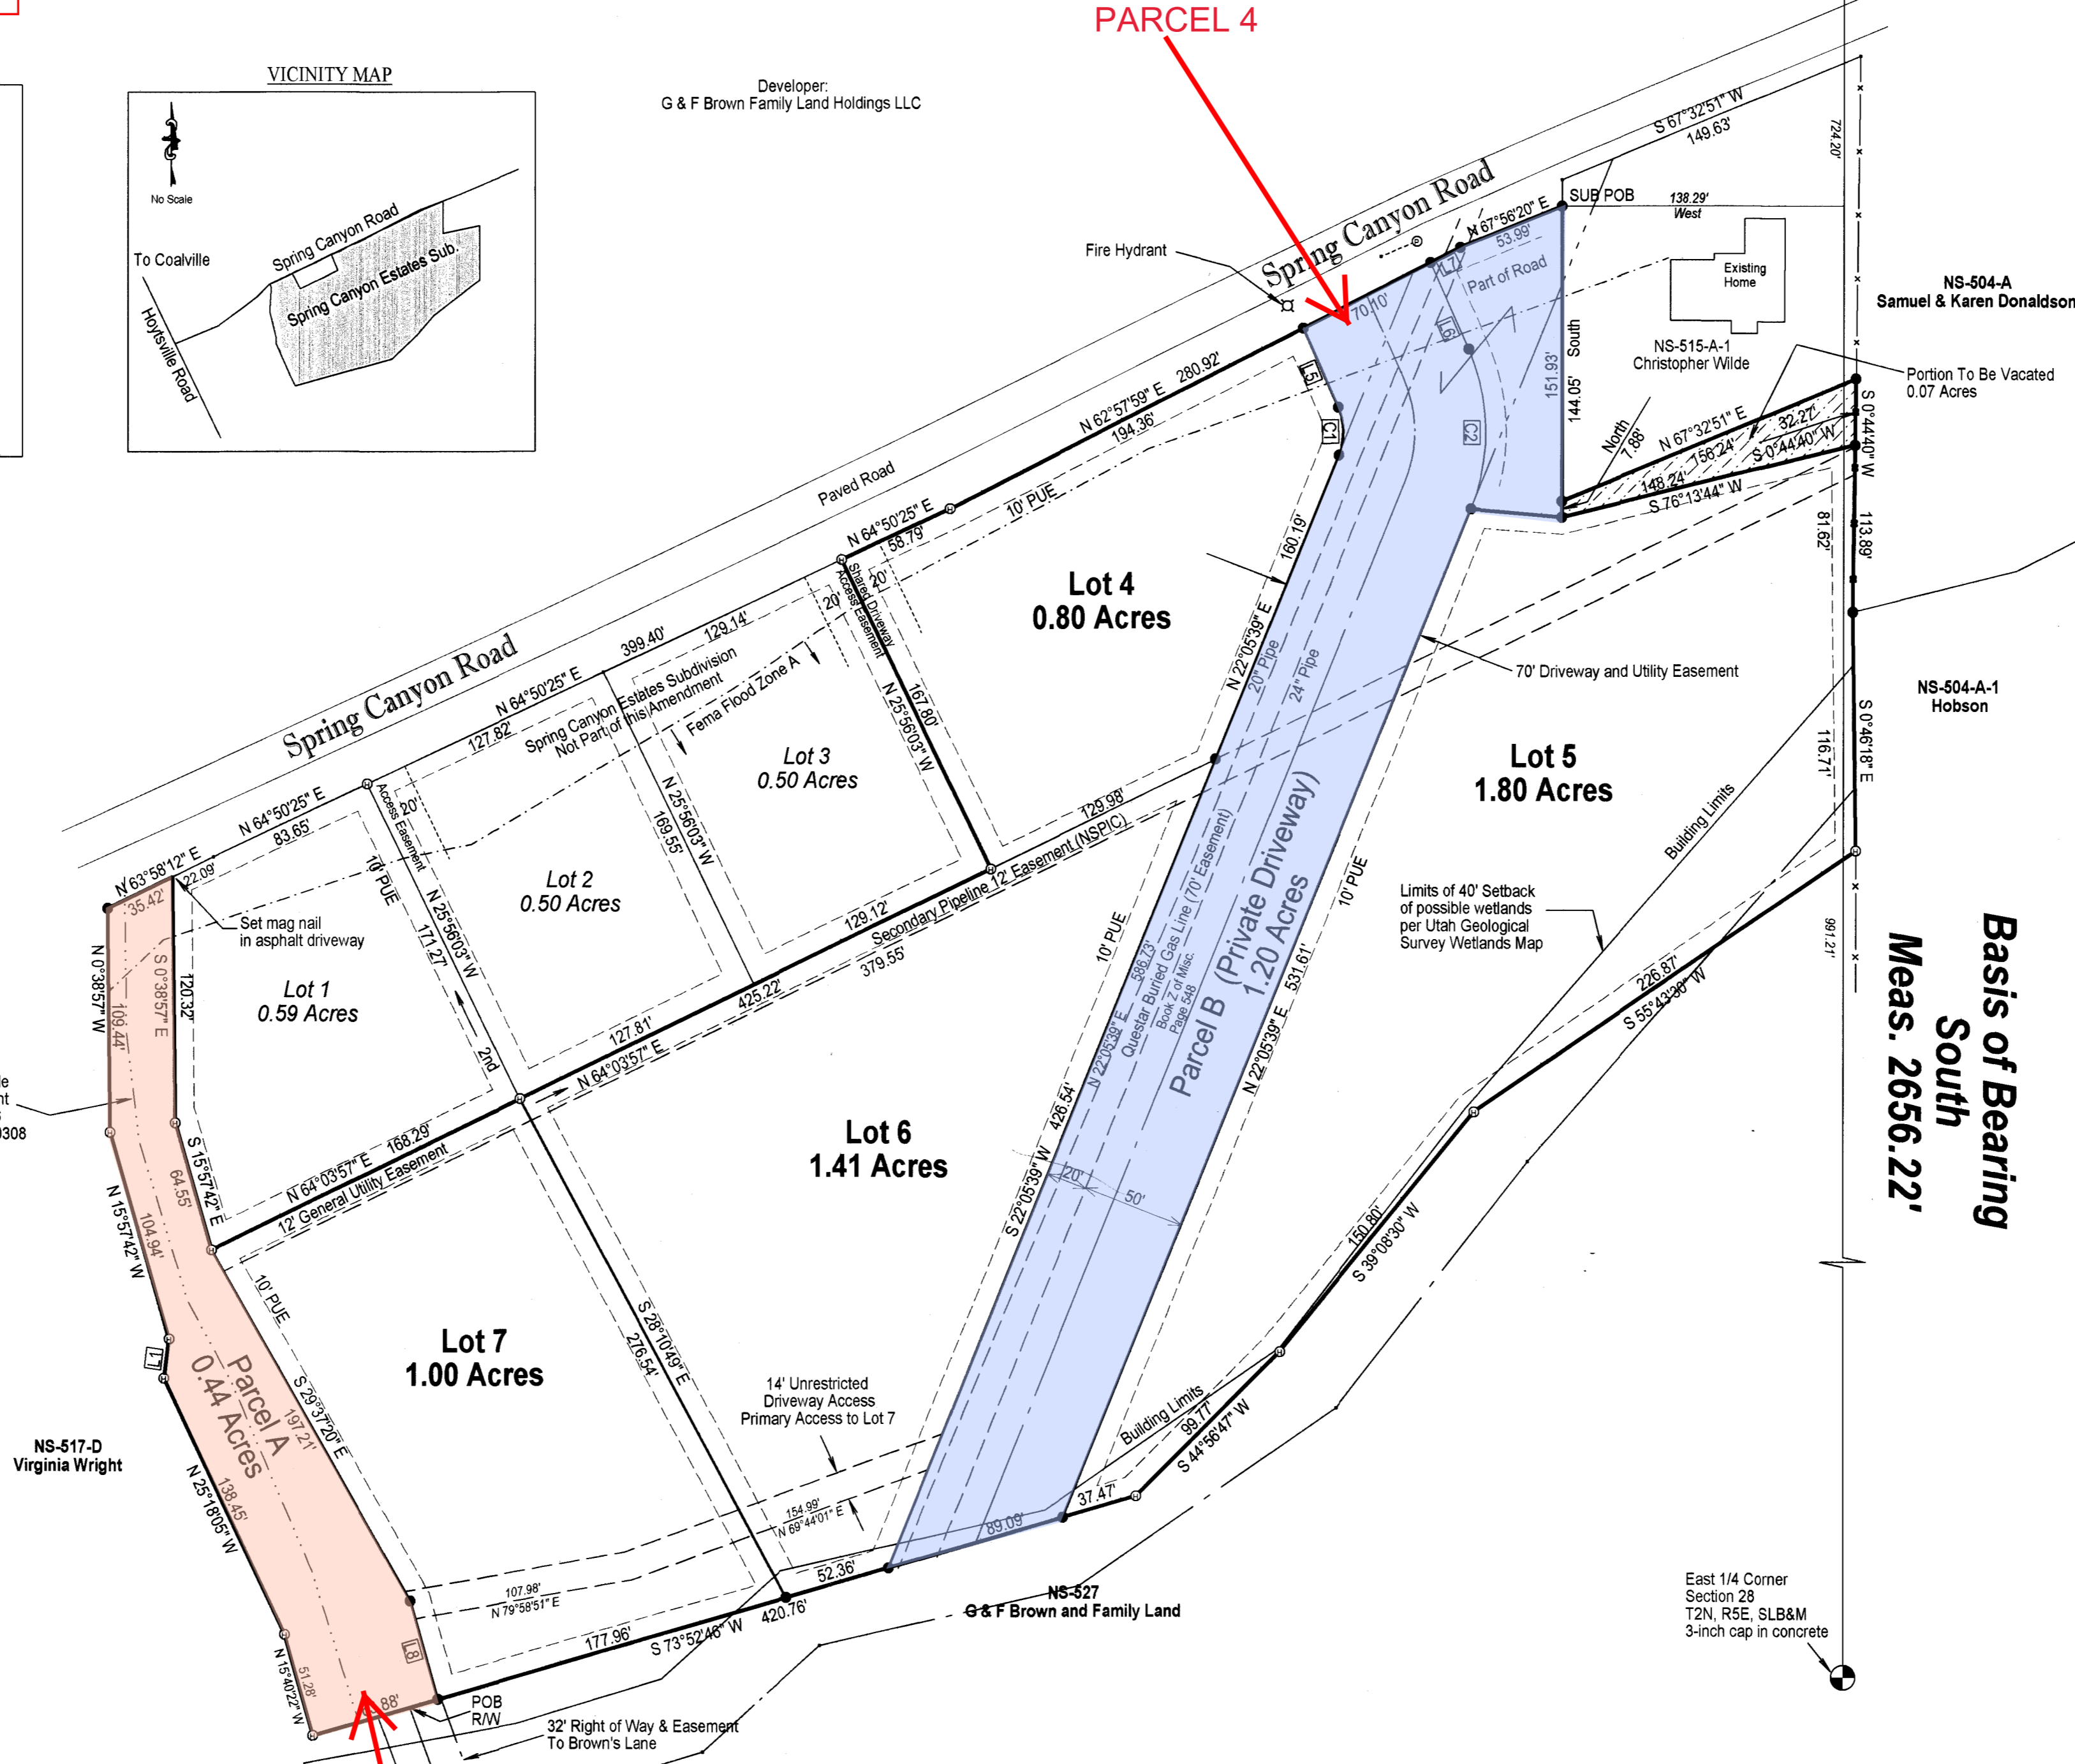 PARCEL 4
VICINITY MAP
No Scale
To Coalville
Spring Canyon Road
Spring Canyon Estates Sub.
Hoytsville Road
Developer:
G & F Brown Family Land Holdings LLC
S 67°32'51" W
149.63'
724.20'
Spring Canyon Road
N 67°56'20" E
53.99'
SUB POB
138.29'
West
Fire Hydrant
L7
Part of Road
70.10'
L6
Existing
Home
NS-504-A
Samuel & Karen Donaldson
NS-515-A-1
Christopher Wilde
Portion To Be Vacated
0.07 Acres
South
151.93'
144.05'
L5
C1
C2
North
7.88'
N 67°32'51" E
156.24'
32.27'
S 0°44'40" W
S 0°44'40" W
148.24'
S 76°13'44" W
81.62'
113.89'
N 62°57'59" E
280.92'
194.36'
Paved Road
10' PUE
N 64°50'25" E
58.79'
20'
20'
Shared Driveway
Access Easement
Lot 4
0.80 Acres
160.19'
N 22°05'39" E
20" Pipe
24" Pipe
70' Driveway and Utility Easement
NS-504-A-1
Hobson
S 0°46'18" E
116.71'
399.40'
129.14'
N 64°50'25" E
127.82'
Spring Canyon Estates Subdivision
Not Part of this Amendment
Fema Flood Zone A
167.80'
N 25°56'03" W
Spring Canyon Road
Lot 3
0.50 Acres
Lot 5
1.80 Acres
Building Limits
N 64°50'25" E
83.65'
Access Easement
20'
N 25°56'03" W
169.55'
129.98'
Secondary Pipeline 12' Easement (NSPIC)
N 63°58'12" E
22.09'
35.42'
10' PUE
Lot 2
0.50 Acres
129.12'
379.55'
Set mag nail
in asphalt driveway
N 25°56'03" W
171.27'
Limits of 40' Setback
of possible wetlands
per Utah Geological
Survey Wetlands Map
991.21'
Basis of Bearing
South
Meas. 2656.22'
N 0°38'57" W
109.44'
S 0°38'57" E
120.32'
Lot 1
0.59 Acres
2nd
127.81'
425.22'
N 64°03'57" E
10' PUE
586.73'
N 22°05'39" E
Questar Buried Gas Line (70' Easement)
Book Z of Misc.
Page 548
Parcel B (Private Driveway)
1.20 Acres
531.61'
N 22°05'39" E
10' PUE
226.87'
S 55°43'30" W
0308
S 15°57'42" E
64.55'
N 64°03'57" E
168.29'
12' General Utility Easement
Lot 6
1.41 Acres
426.54'
S 22°05'39" W
20'
50'
N 15°57'42" W
104.94'
150.80'
S 39°08'30" W
10' PUE
L1
Parcel A
0.44 Acres
S 29°37'20" E
197.21'
Lot 7
1.00 Acres
S 28°10'49" E
276.54'
14' Unrestricted
Driveway Access
Primary Access to Lot 7
Building Limits
99.77'
S 44°56'47" W
NS-517-D
Virginia Wright
N 25°18'05" W
138.45'
154.99'
N 69°44'01" E
37.47'
89.09'
52.36'
107.98'
N 79°58'51" E
420.76'
S 73°52'46" W
177.96'
NS-527
G & F Brown and Family Land
L8
N 15°40'22" W
51.28'
88'
POB
R/W
32' Right of Way & Easement
To Brown's Lane
East 1/4 Corner
Section 28
T2N, R5E, SLB&M
3-inch cap in concrete